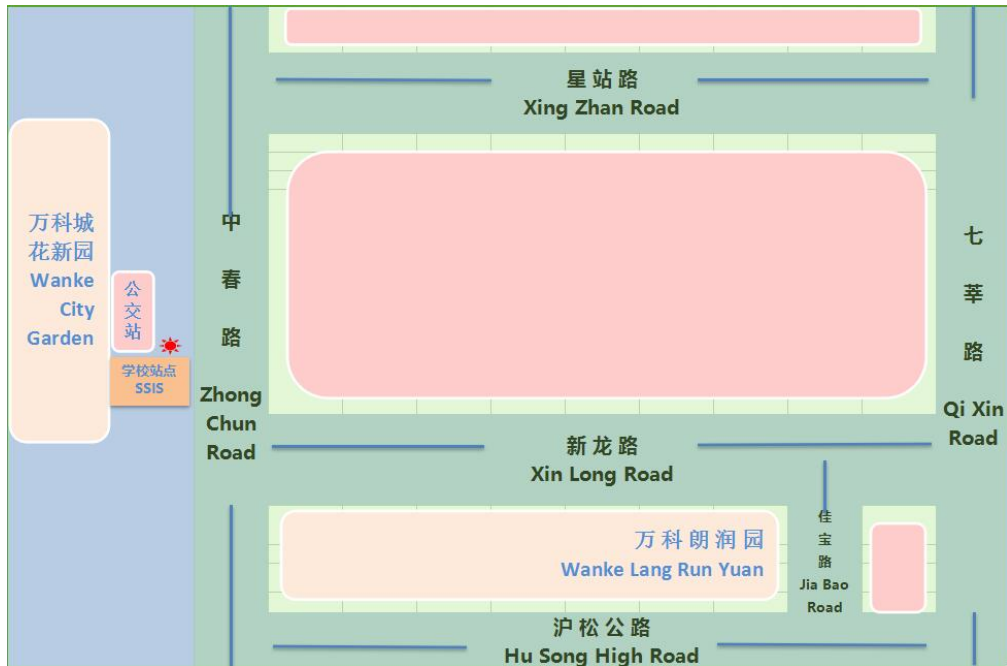 星站路
Xing Zhan Road
万科城
花新园
Wanke
City
Garden
公
交
站
学校站点
SSIS
中
春
路
Zhong
Chun
Road
七
莘
路
Qi Xin
Road
新龙路
Xin Long Road
万科朗润园
Wanke Lang Run Yuan
佳
宝
路
Jia Bao
Road
沪松公路
Hu Song High Road